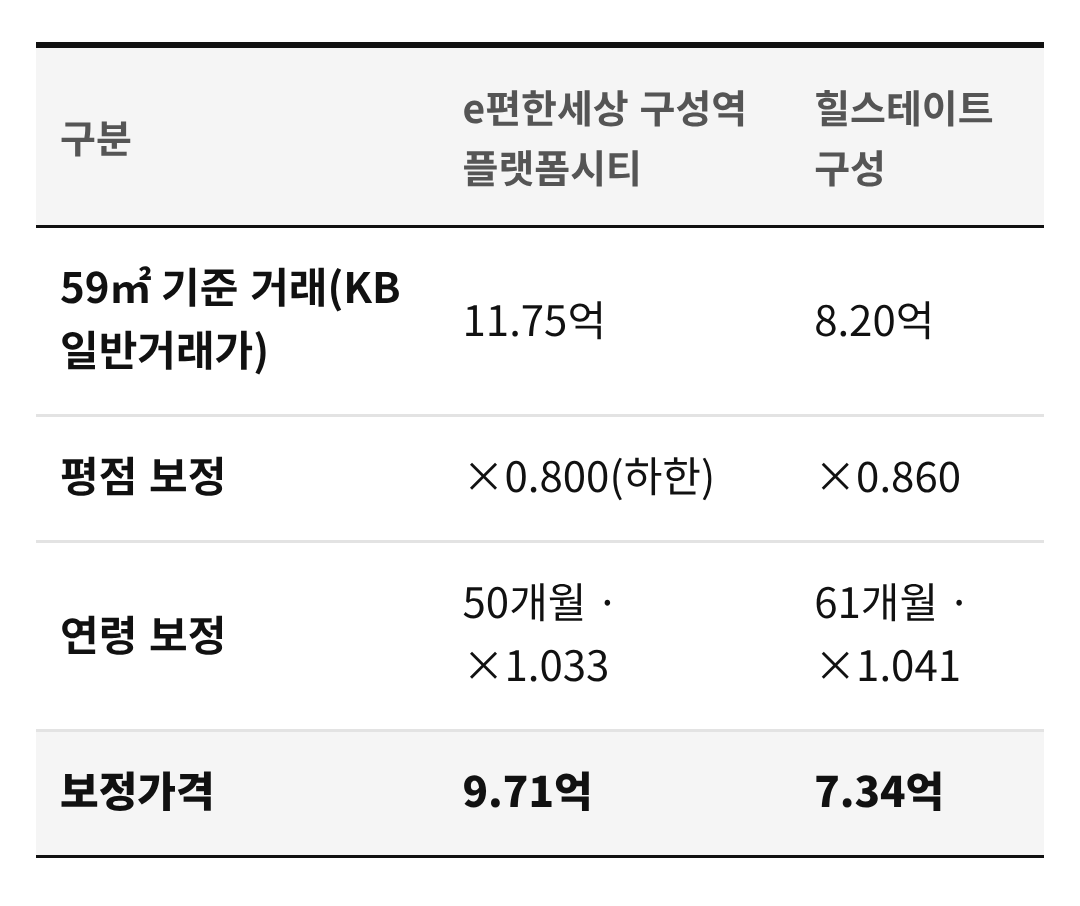 구분
e편한세상 구성역
플랫폼시티
힐스테이트
구성
59㎡ 기준 거래(KB
일반거래가)
11.75억
8.20억
평점 보정
×0.800(하한)
×0.860
연령 보정
50개월 ·
×1.033
61개월 ·
×1.041
보정가격
9.71억
7.34억